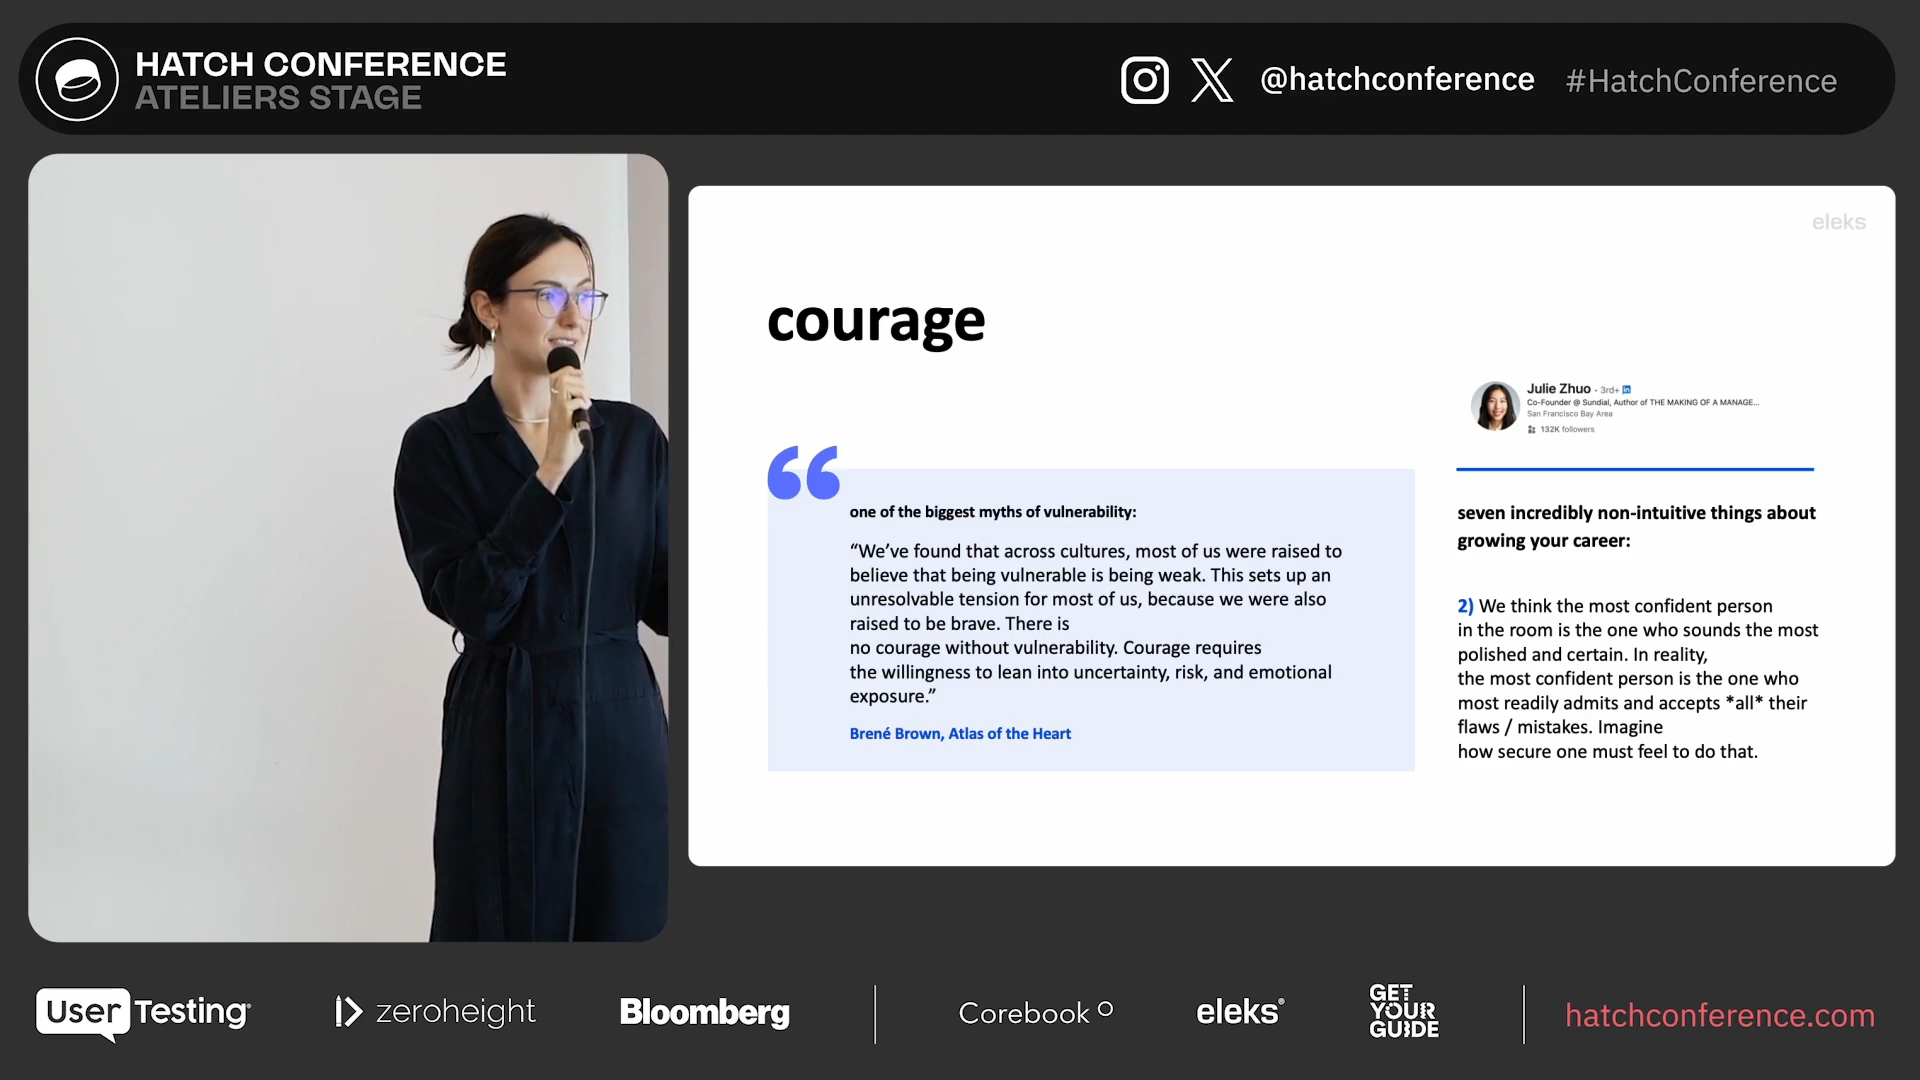 HATCH CONFERENCE
ATELIERS STAGE
@hatchconference
#HatchConference
eleks
courage
Julie Zhuo · 3rd+ in
Co-Founder @ Sundial, Author of THE MAKING OF A MANAGE...
San Francisco Bay Area
132K followers
“
one of the biggest myths of vulnerability:
“We’ve found that across cultures, most of us were raised to
believe that being vulnerable is being weak. This sets up an
unresolvable tension for most of us, because we were also
raised to be brave. There is
no courage without vulnerability. Courage requires
the willingness to lean into uncertainty, risk, and emotional
exposure.”
Brené Brown, Atlas of the Heart
seven incredibly non-intuitive things about
growing your career:
2) We think the most confident person
in the room is the one who sounds the most
polished and certain. In reality,
the most confident person is the one who
most readily admits and accepts *all* their
flaws / mistakes. Imagine
how secure one must feel to do that.
UserTesting
zeroheight
Bloomberg
Corebook
eleks®
GET
YOUR
GUIDE
hatchconference.com